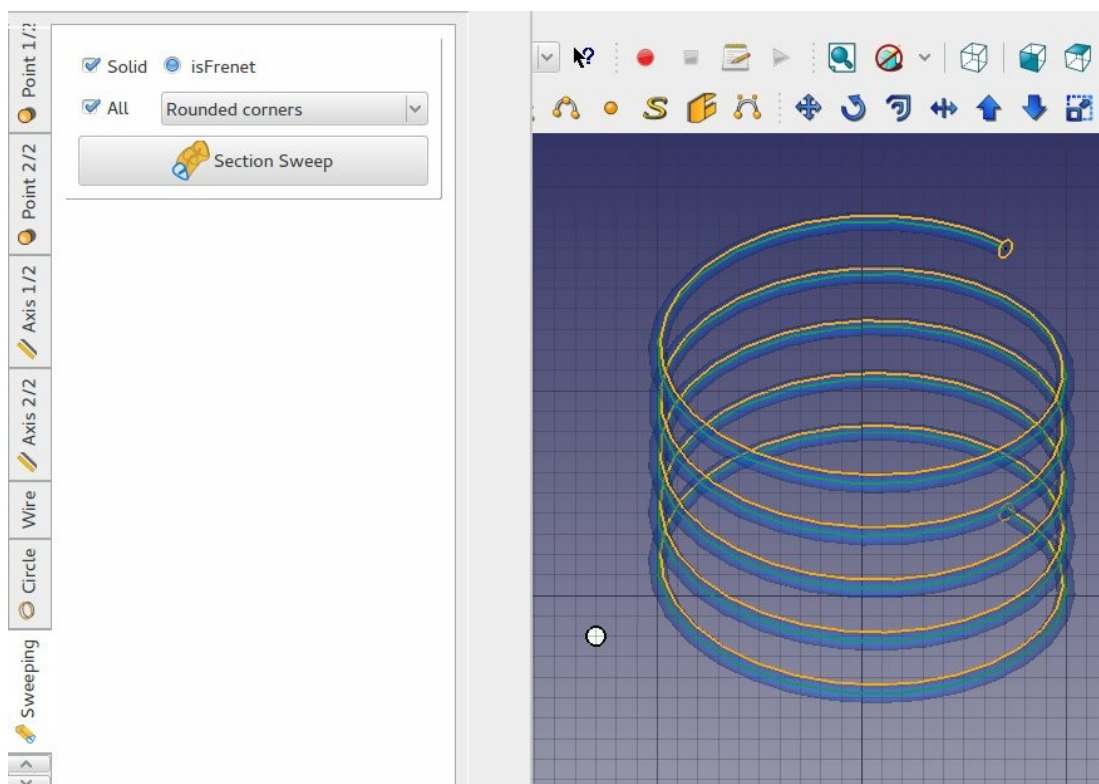 Point 1/2
Point 2/2
Axis 1/2
Axis 2/2
Wire
Circle
Sweeping
Solid isFrenet
All Rounded corners
Section Sweep